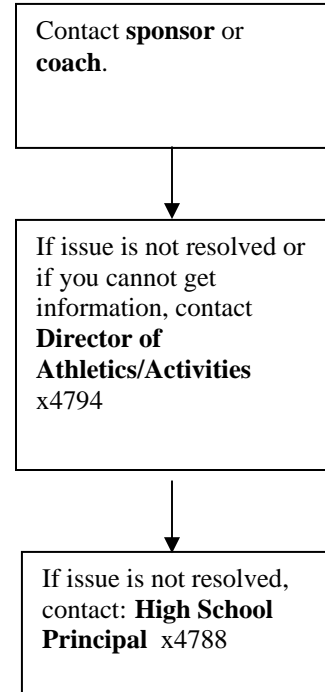 Contact sponsor or
coach.
If issue is not resolved or
if you cannot get
information, contact
Director of
Athletics/Activities
x4794
If issue is not resolved,
contact: High School
Principal x4788